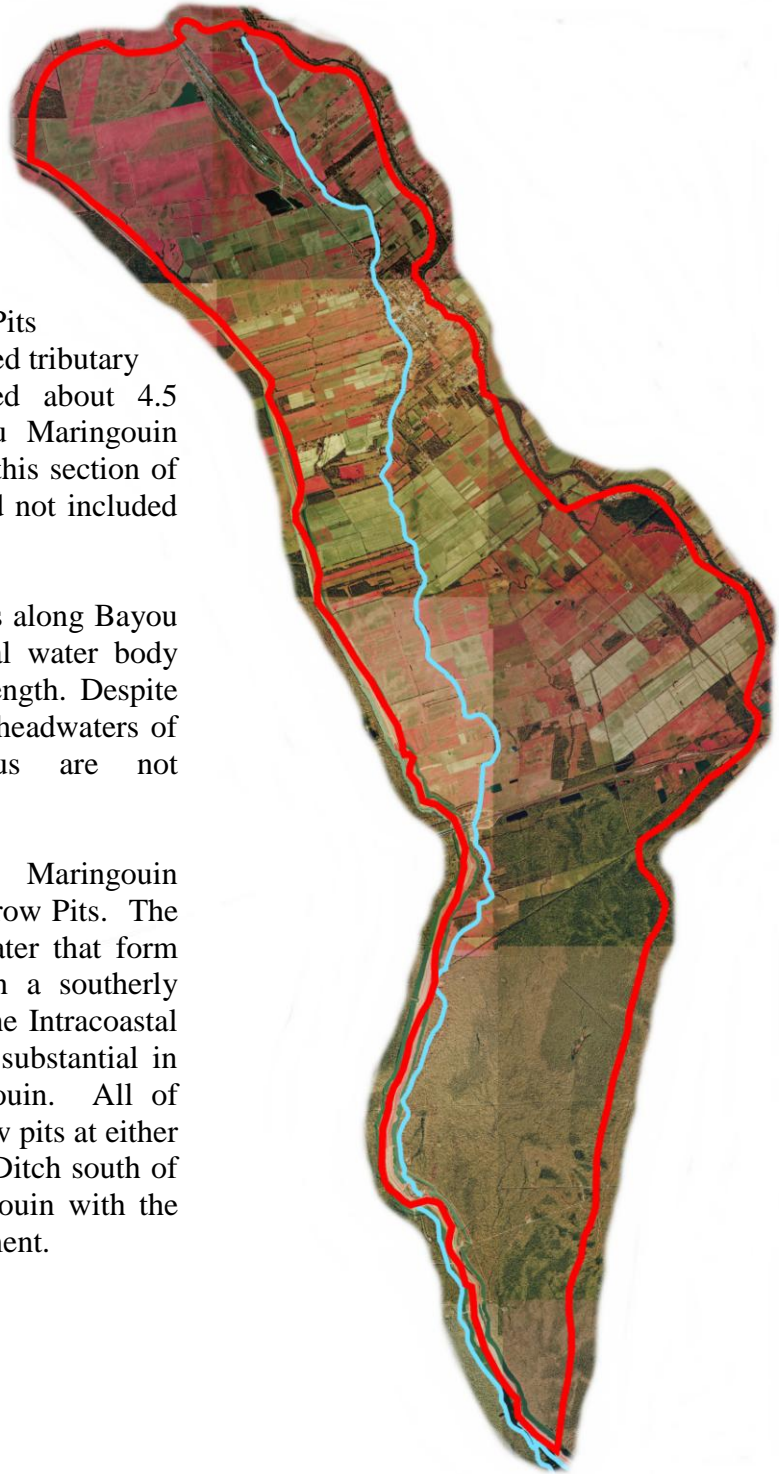 Pits
ed tributary
ed about 4.5
u Maringouin
this section of
d not included
s along Bayou
al water body
ength. Despite
headwaters of
us are not
Maringouin
row Pits. The
ater that form
n a southerly
he Intracoastal
substantial in
ouin. All of
w pits at either
Ditch south of
ouin with the
nent.